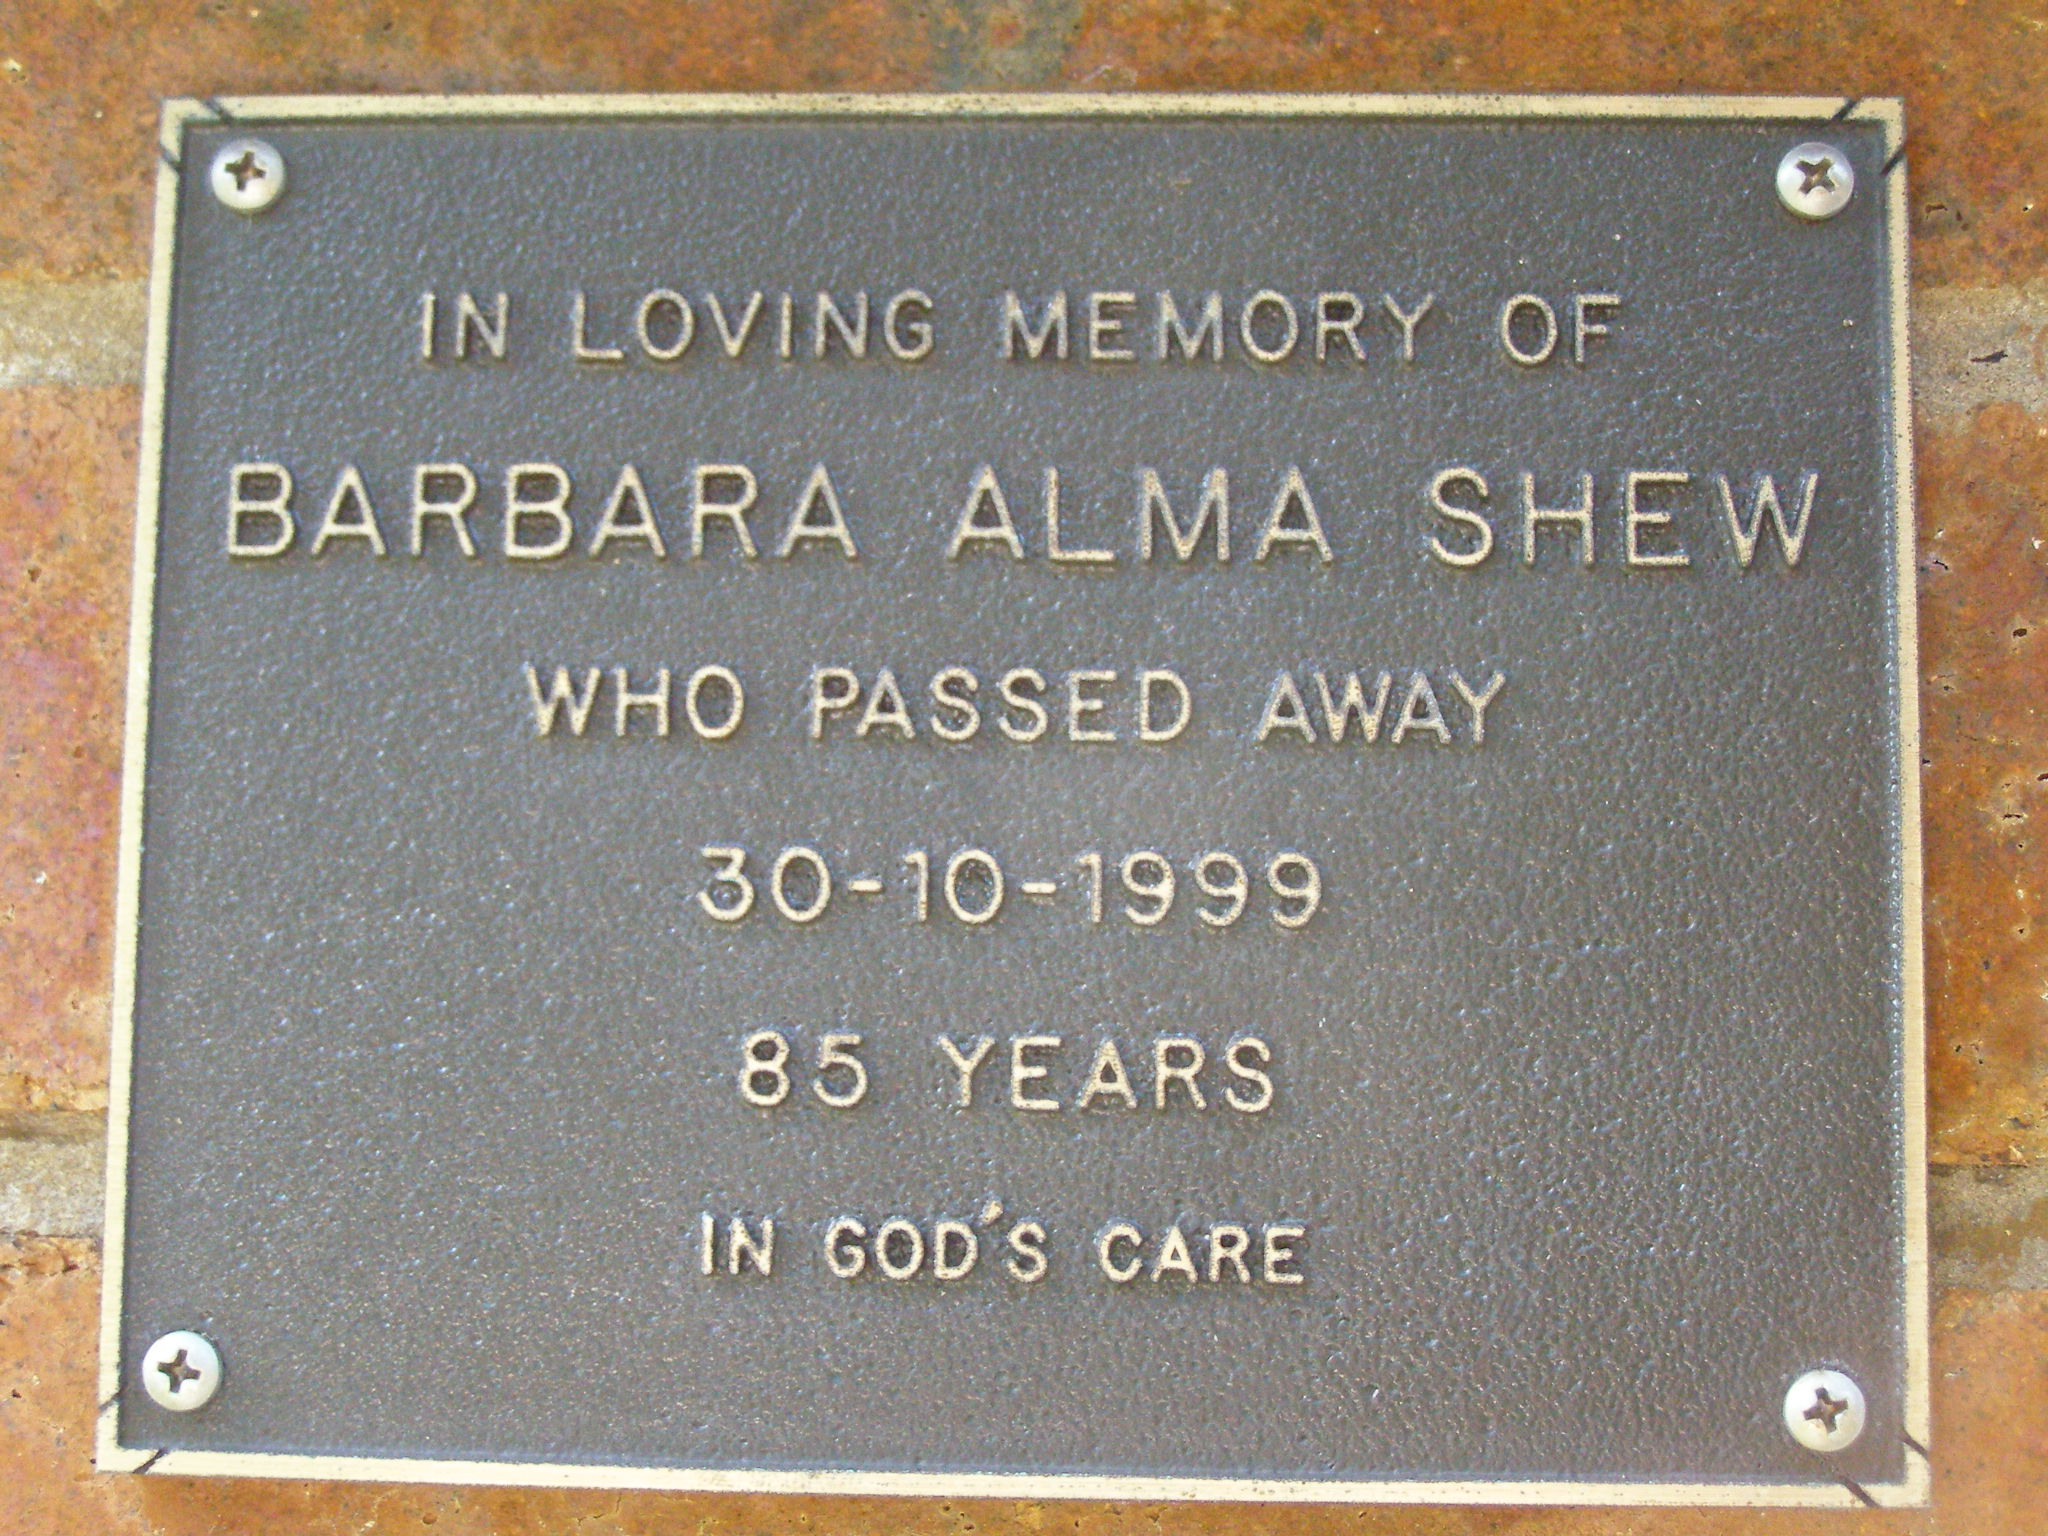 IN LOVING MEMORY OF
BARBARA ALMA SHEW
WHO PASSED AWAY
30-10-1999
85 YEARS
IN GOD'S CARE